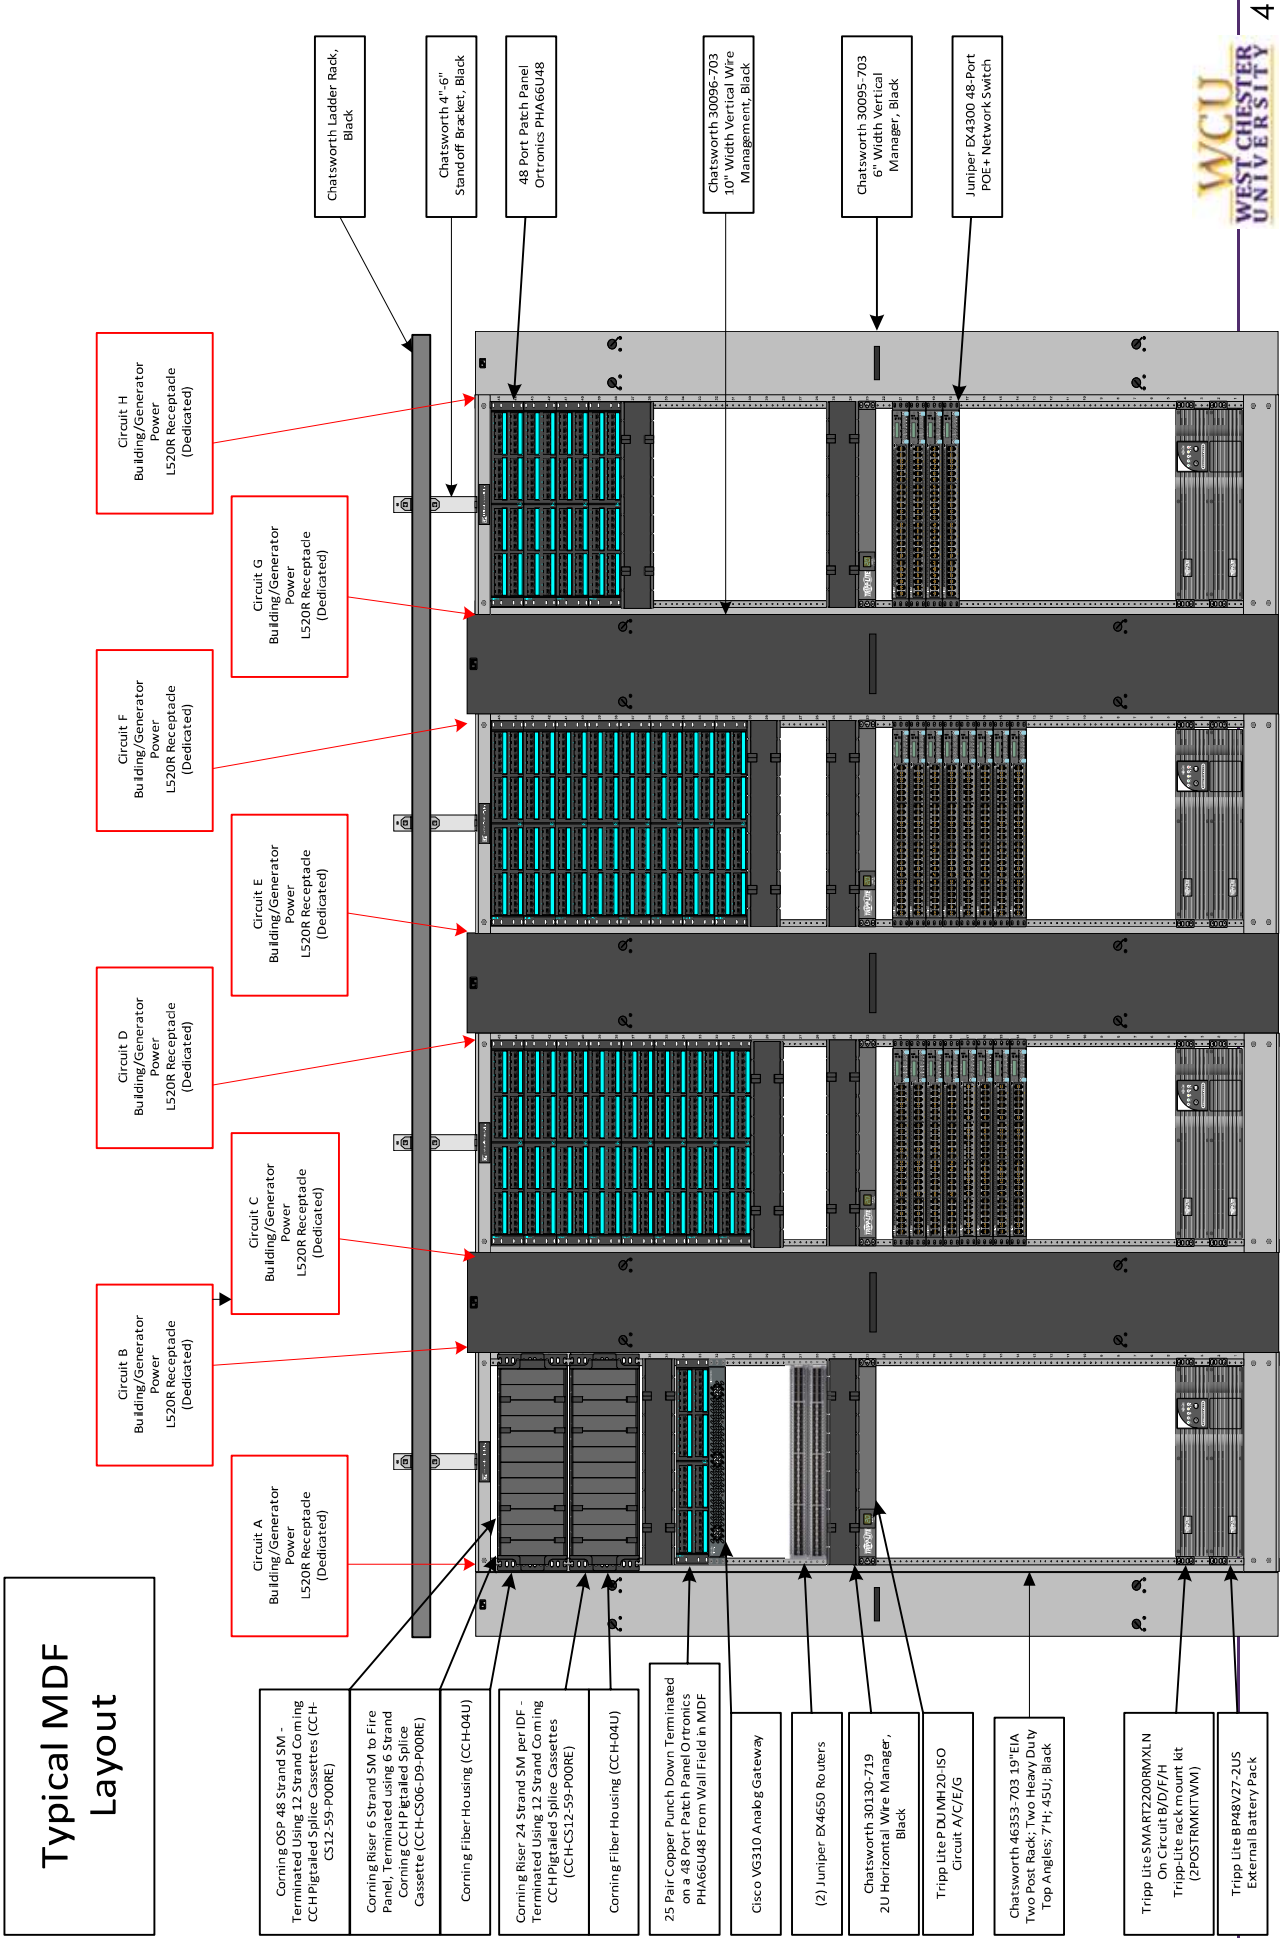 Typical MDF
Layout
Circuit A
Building/Generator
Power
L520R Receptacle
(Dedicated)
Circuit B
Building/Generator
Power
L520R Receptacle
(Dedicated)
Circuit C
Building/Generator
Power
L520R Receptacle
(Dedicated)
Circuit D
Building/Generator
Power
L520R Receptacle
(Dedicated)
Circuit E
Building/Generator
Power
L520R Receptacle
(Dedicated)
Circuit F
Building/Generator
Power
L520R Receptacle
(Dedicated)
Circuit G
Building/Generator
Power
L520R Receptacle
(Dedicated)
Circuit H
Building/Generator
Power
L520R Receptacle
(Dedicated)
Corning OSP 48 Strand SM -
Terminated Using 12 Strand Corning
CCH Pigtailed Splice Cassettes (CCH-
CS12-59-P00RE)
Corning Riser 6 Strand SM to Fire
Panel, Terminated using 6 Strand
Corning CCH Pigtailed Splice
Cassette (CCH-CS06-D9-P00RE)
Corning Fiber Housing (CCH-04U)
Corning Riser 24 Strand SM per IDF -
Terminated Using 12 Strand Corning
CCH Pigtailed Splice Cassettes
(CCH-CS12-59-P00RE)
Corning Fiber Housing (CCH-04U)
25 Pair Copper Punch Down Terminated
on a 48 Port Patch Panel Ortronics
PHA66U48 From Wall Field in MDF
Cisco VG310 Analog Gateway
(2) Juniper EX4650 Routers
Chatsworth 30130-719
2U Horizontal Wire Manager,
Black
Tripp Lite PDUMH20-ISO
Circuit A/C/E/G
Chatsworth 46353-703 19"EIA
Two Post Rack; Two Heavy Duty
Top Angles; 7'H; 45U; Black
Tripp Lite SMART2200RMXLN
On Circuit B/D/F/H
Tripp-Lite rack mount kit
(2POSTRMKITWM)
Tripp Lite BP48V27-2US
External Battery Pack
Chatsworth Ladder Rack,
Black
Chatsworth 4"-6"
Standoff Bracket, Black
48 Port Patch Panel
Ortronics PHA66U48
Chatsworth 30096-703
10" Width Vertical Wire
Management, Black
Chatsworth 30095-703
6" Width Vertical
Manager, Black
Juniper EX4300 48-Port
POE+ Network Switch
WCU
WEST CHESTER
UNIVERSITY
4